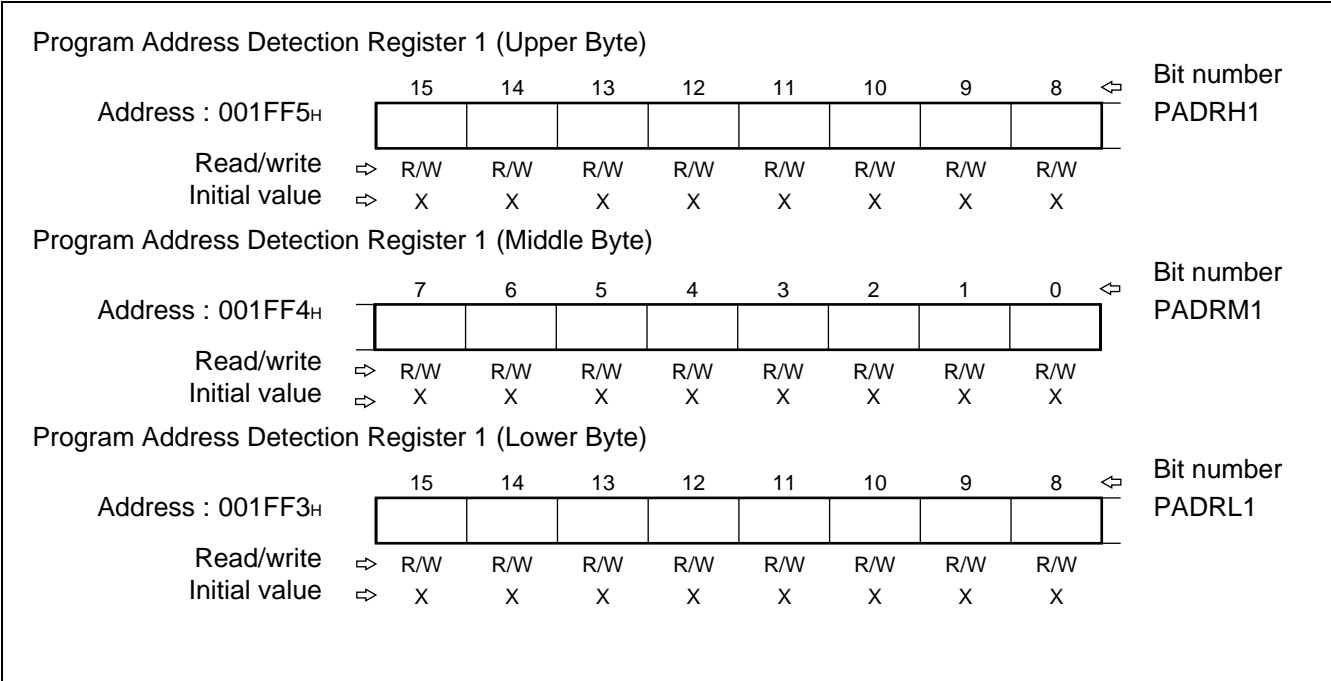 Program Address Detection Register 1 (Upper Byte)
15 14 13 12 11 10 9 8 ⇦ Bit number
Address : 001FF5H PADRH1
Read/write ⇨ R/W R/W R/W R/W R/W R/W R/W R/W
Initial value ⇨ X X X X X X X X
Program Address Detection Register 1 (Middle Byte)
7 6 5 4 3 2 1 0 ⇦ Bit number
Address : 001FF4H PADRM1
Read/write ⇨ R/W R/W R/W R/W R/W R/W R/W R/W
Initial value ⇨ X X X X X X X X
Program Address Detection Register 1 (Lower Byte)
15 14 13 12 11 10 9 8 ⇦ Bit number
Address : 001FF3H PADRL1
Read/write ⇨ R/W R/W R/W R/W R/W R/W R/W R/W
Initial value ⇨ X X X X X X X X